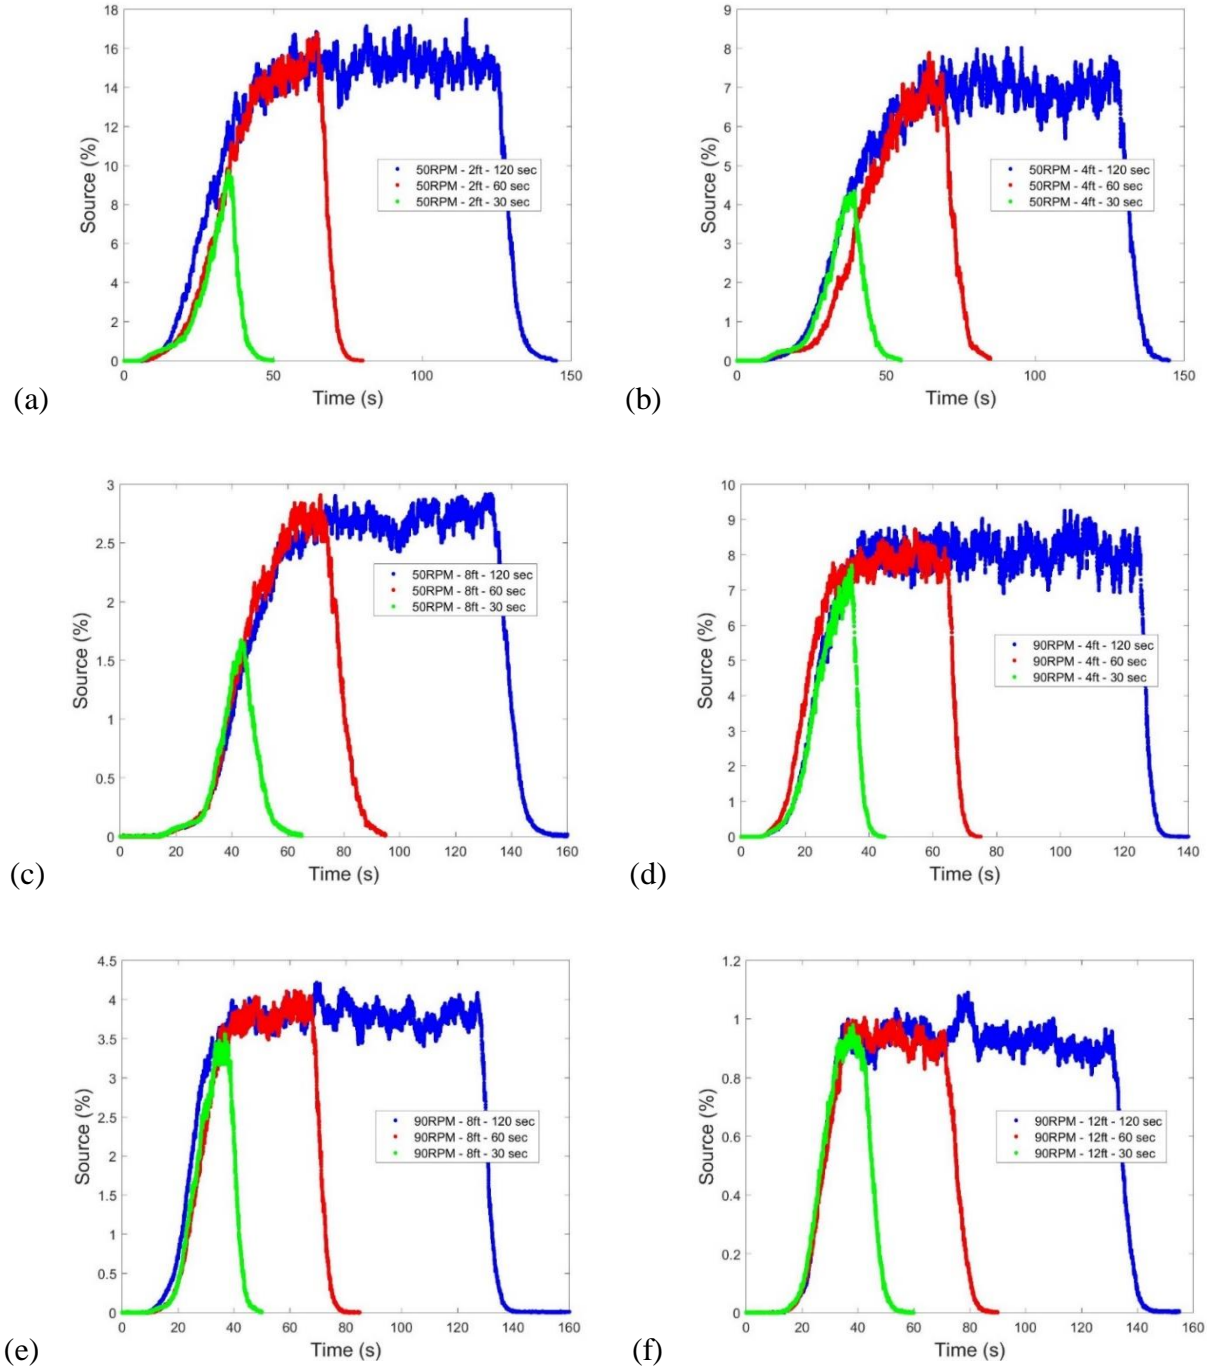 18
16
14
12
10
8
6
4
2
0
Source (%)
50RPM - 2ft - 120 sec
50RPM - 2ft - 60 sec
50RPM - 2ft - 30 sec
0 50 100 150
Time (s)
(a)
9
8
7
6
5
4
3
2
1
0
Source (%)
50RPM - 4ft - 120 sec
50RPM - 4ft - 60 sec
50RPM - 4ft - 30 sec
0 50 100 150
Time (s)
(b)
3
2.5
2
1.5
1
0.5
0
Source (%)
50RPM - 8ft - 120 sec
50RPM - 8ft - 60 sec
50RPM - 8ft - 30 sec
0 20 40 60 80 100 120 140 160
Time (s)
(c)
10
9
8
7
6
5
4
3
2
1
0
Source (%)
90RPM - 4ft - 120 sec
90RPM - 4ft - 60 sec
90RPM - 4ft - 30 sec
0 20 40 60 80 100 120 140
Time (s)
(d)
4.5
4
3.5
3
2.5
2
1.5
1
0.5
0
Source (%)
90RPM - 8ft - 120 sec
90RPM - 8ft - 60 sec
90RPM - 8ft - 30 sec
0 20 40 60 80 100 120 140 160
Time (s)
(e)
1.2
1
0.8
0.6
0.4
0.2
0
Source (%)
90RPM - 12ft - 120 sec
90RPM - 12ft - 60 sec
90RPM - 12ft - 30 sec
0 20 40 60 80 100 120 140 160
Time (s)
(f)